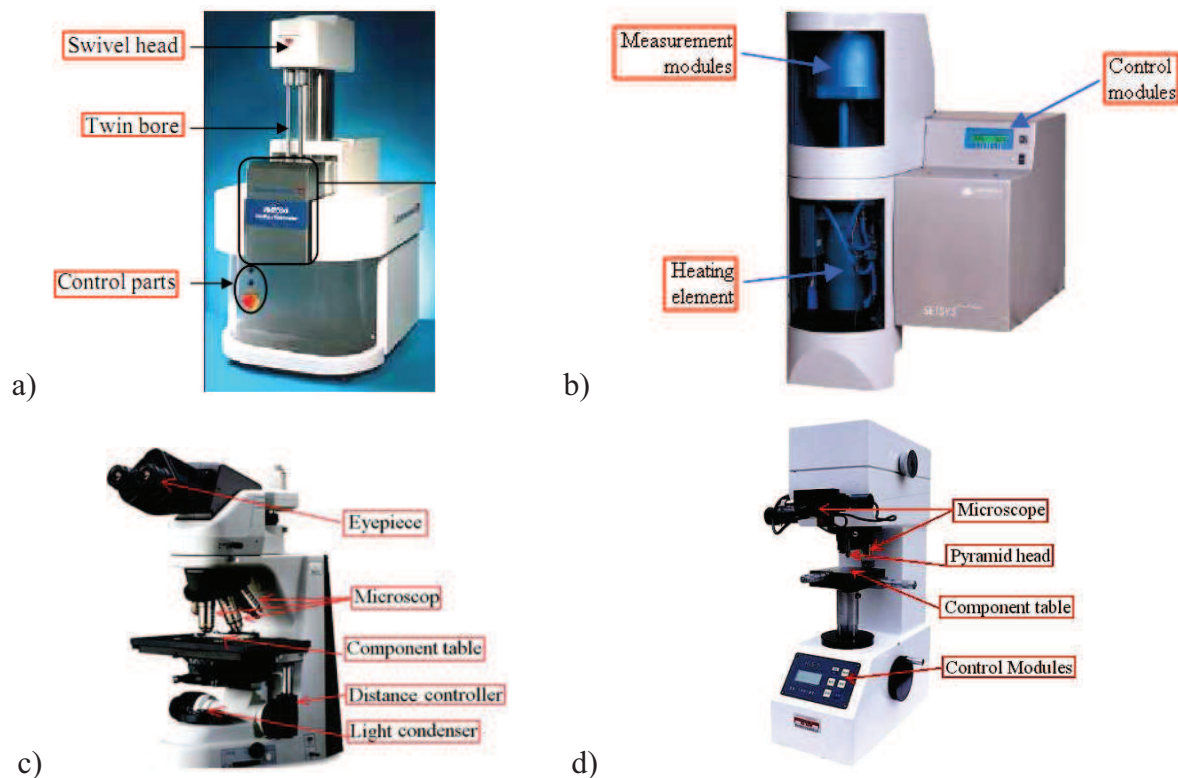 Swivel head
Twin bore
Control parts
a)
Measurement
modules
Control
modules
Heating
element
SETSYS
b)
Eyepiece
Microscop
Component table
Distance controller
Light condenser
c)
Microscope
Pyramid head
Component table
Control Modules
d)